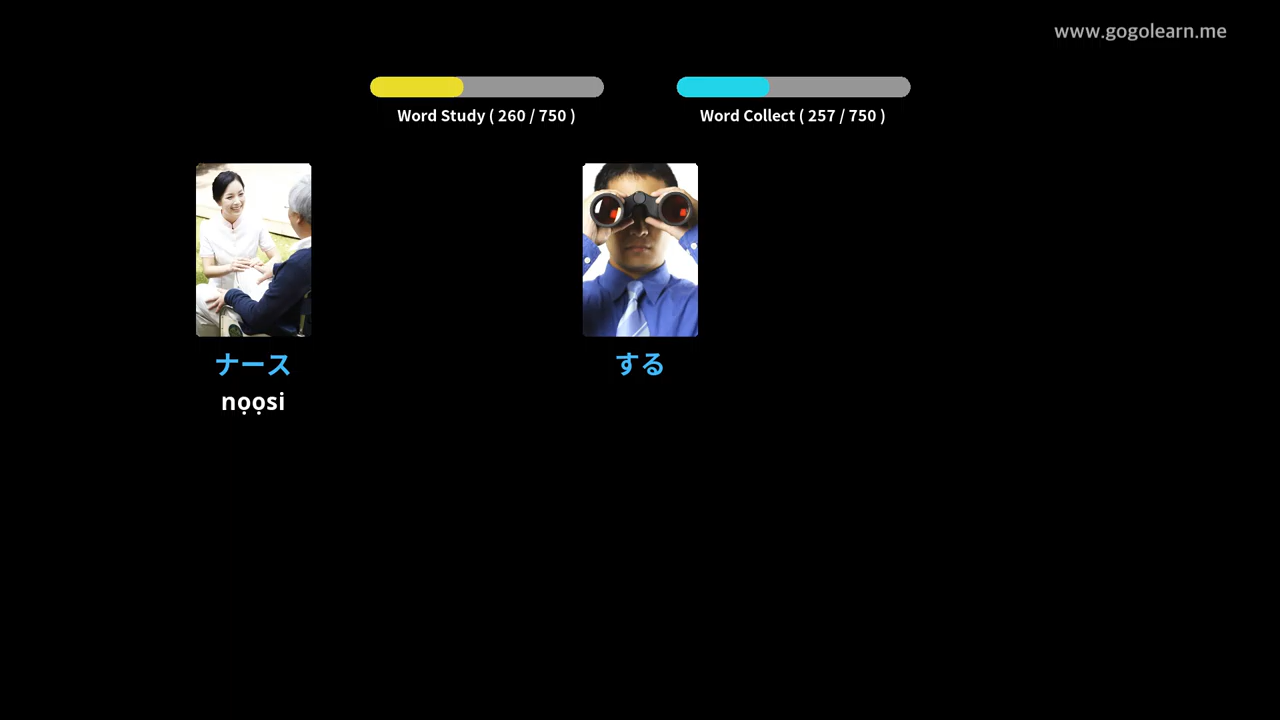 www.gogolearn.me
Word Study ( 260 / 750 )
Word Collect ( 257 / 750 )
ナース
する
nọọsi